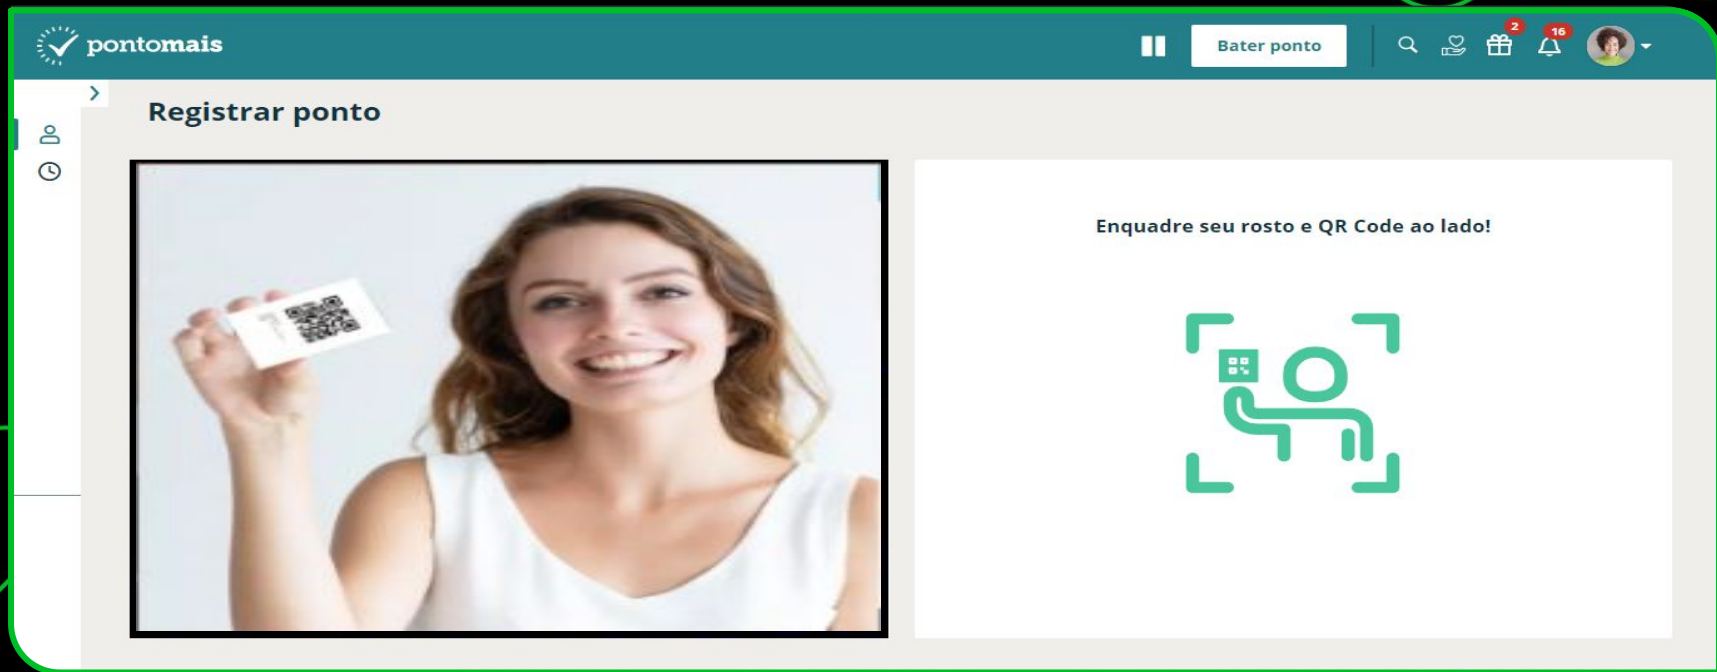 pontomais
Bater ponto
2
16
Registrar ponto
Enquadre seu rosto e QR Code ao lado!